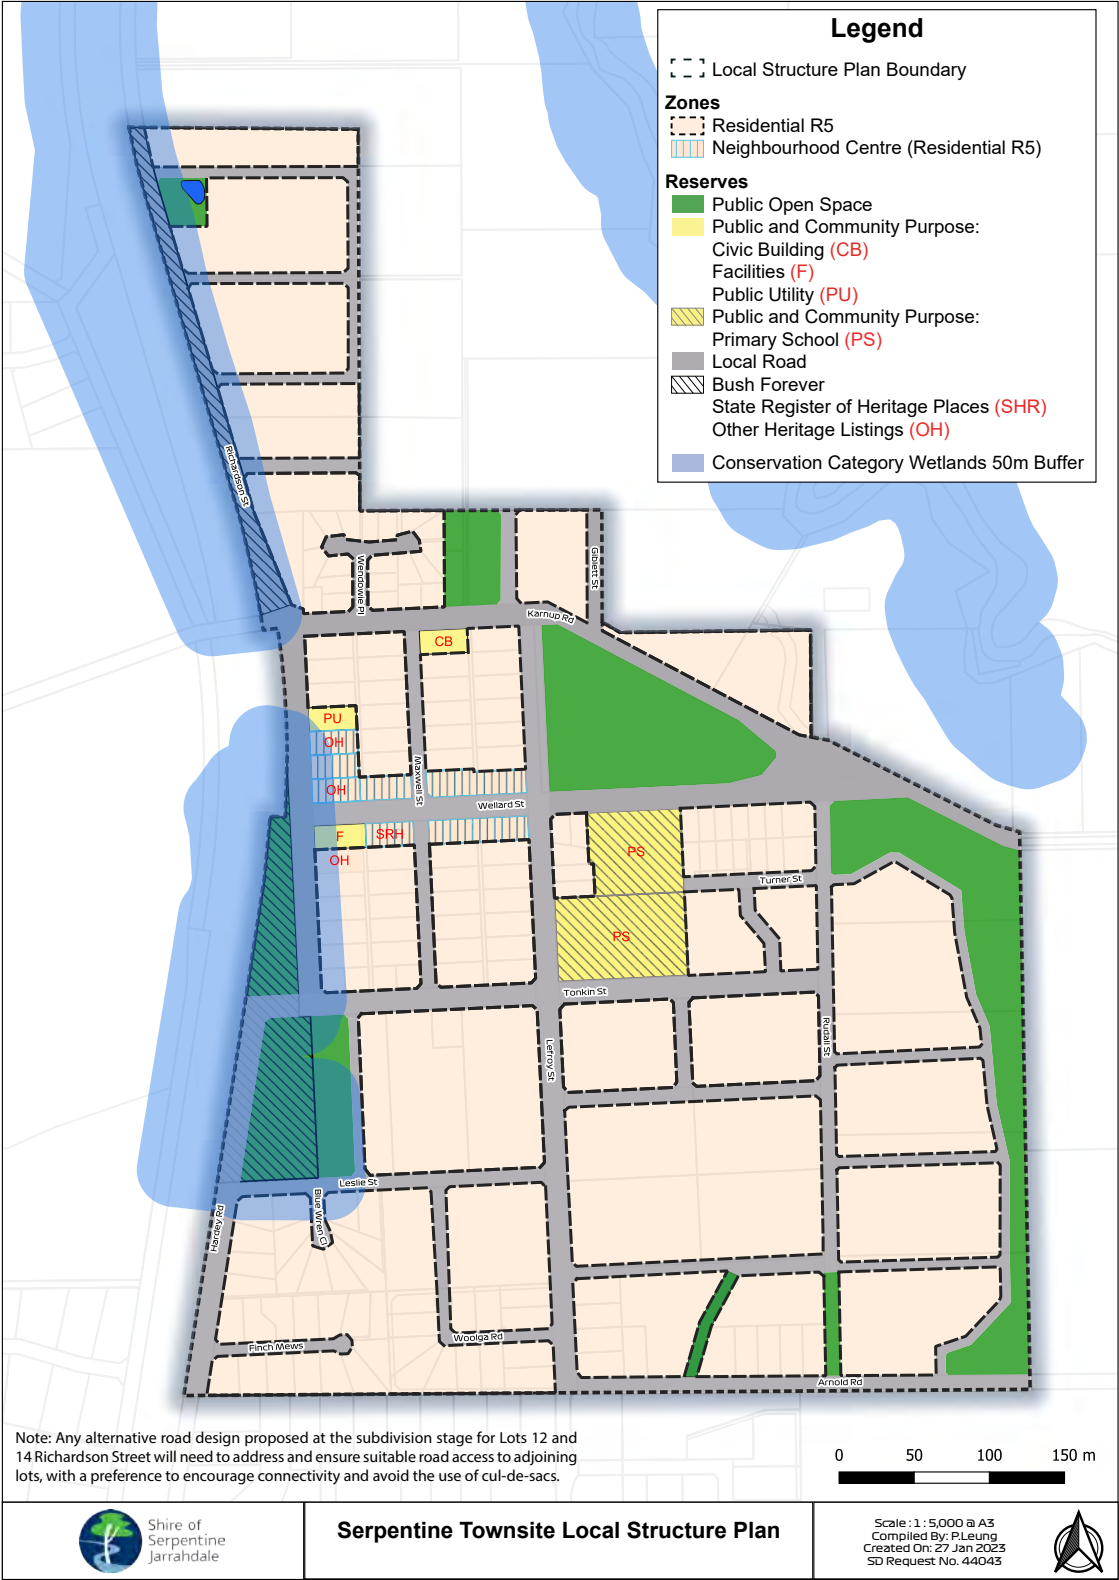 Legend
Local Structure Plan Boundary
Zones
Residential R5
Neighbourhood Centre (Residential R5)
Reserves
Public Open Space
Public and Community Purpose:
Civic Building (CB)
Facilities (F)
Public Utility (PU)
Public and Community Purpose:
Primary School (PS)
Local Road
Bush Forever
State Register of Heritage Places (SHR)
Other Heritage Listings (OH)
Conservation Category Wetlands 50m Buffer
Richardson St
Wendowie Pl
Giblett St
Karnup Rd
CB
PU
OH
Maxwell St
OH
Wellard St
F
SRH
OH
PS
Turner St
PS
Tonkin St
Lefroy St
Rudall St
Leslie St
Blue Wren Cl
Hardey Rd
Woolga Rd
Finch Mews
Arnold Rd
Note: Any alternative road design proposed at the subdivision stage for Lots 12 and
14 Richardson Street will need to address and ensure suitable road access to adjoining
lots, with a preference to encourage connectivity and avoid the use of cul-de-sacs.
0 50 100 150 m
Shire of
Serpentine
Jarrahdale
Serpentine Townsite Local Structure Plan
Scale : 1 : 5,000 @ A3
Compiled By: P.Leung
Created On: 27 Jan 2023
SD Request No. 44043